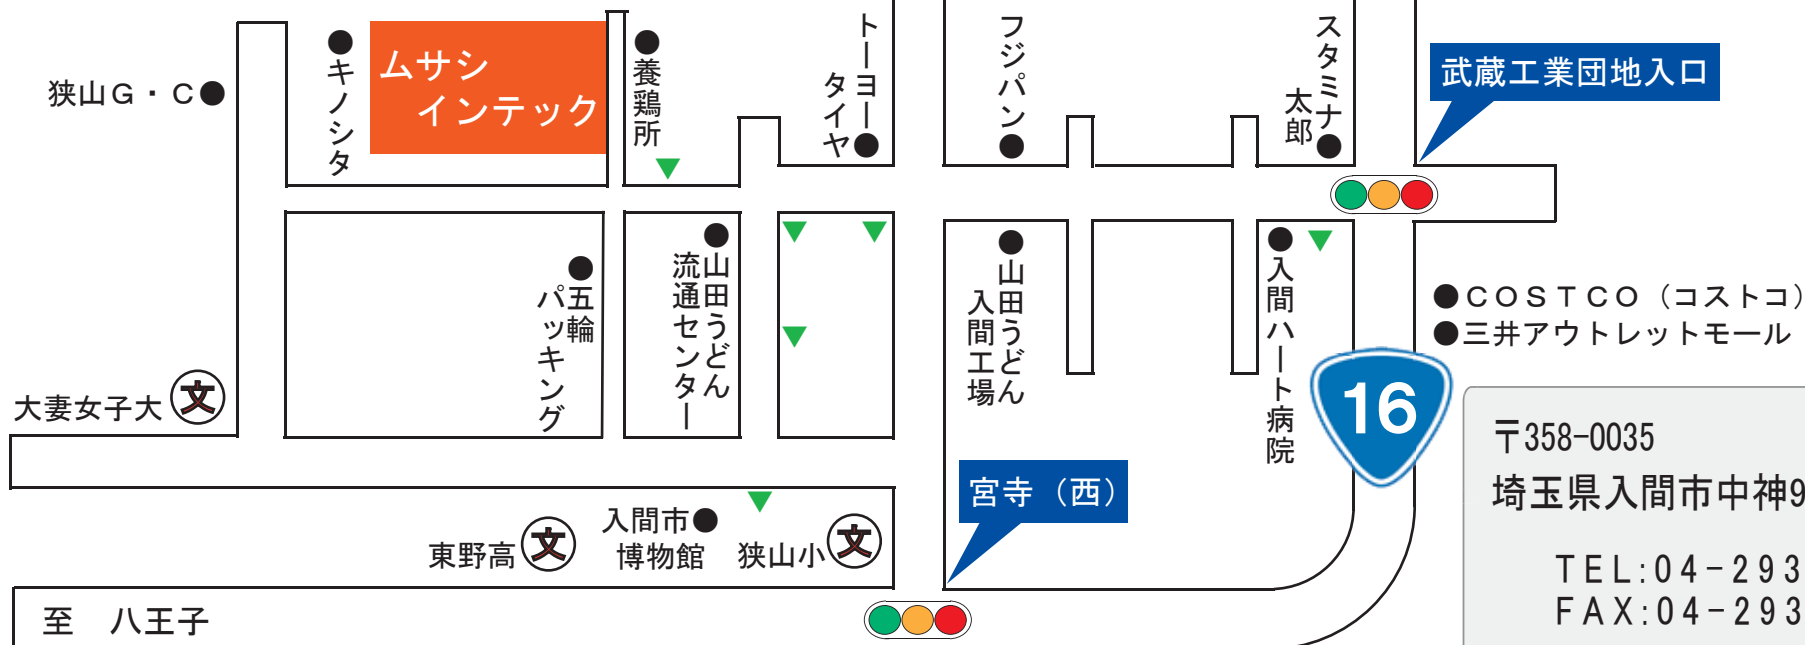 狭山G・C
キノシタ
ムサシ
インテック
養鶏所
トーヨー
タイヤ
フジパン
スタミナ
太郎
武蔵工業団地入口
五輪
パッキング
山田うどん
流通センター
山田うどん
入間工場
入間ハート病院
COSTCO（コストコ）
三井アウトレットモール
16
大妻女子大
文
宮寺（西）
東野高
文
入間市
博物館
狭山小
文
至 八王子
〒358-0035
埼玉県入間市中神9
TEL:04-293
FAX:04-293